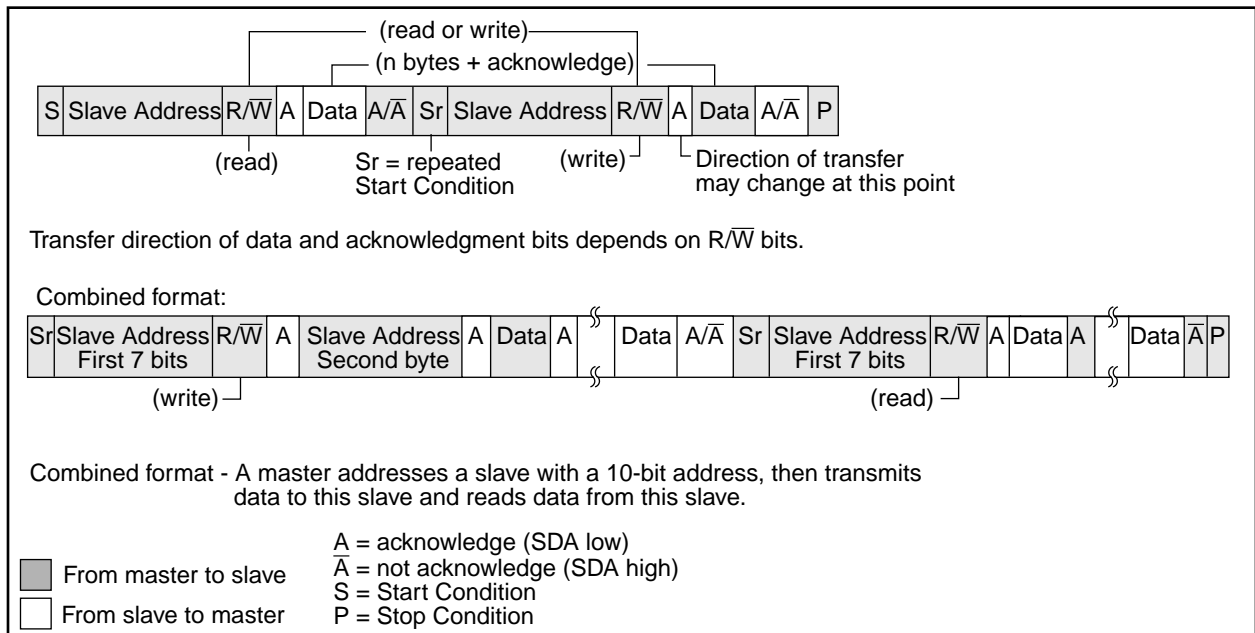 (read or write)
(n bytes + acknowledge)
S Slave Address R/W̅ A Data A/A̅ Sr Slave Address R/W̅ A Data A/A̅ P
(read) Sr = repeated (write) Direction of transfer
Start Condition may change at this point
Transfer direction of data and acknowledgment bits depends on R/W̅ bits.
Combined format:
Sr Slave Address R/W̅ A Slave Address A Data A Data A/A̅ Sr Slave Address R/W̅ A Data A Data A̅ P
First 7 bits Second byte First 7 bits
(write) (read)
Combined format - A master addresses a slave with a 10-bit address, then transmits
data to this slave and reads data from this slave.
A = acknowledge (SDA low)
A̅ = not acknowledge (SDA high)
From master to slave
S = Start Condition
From slave to master
P = Stop Condition